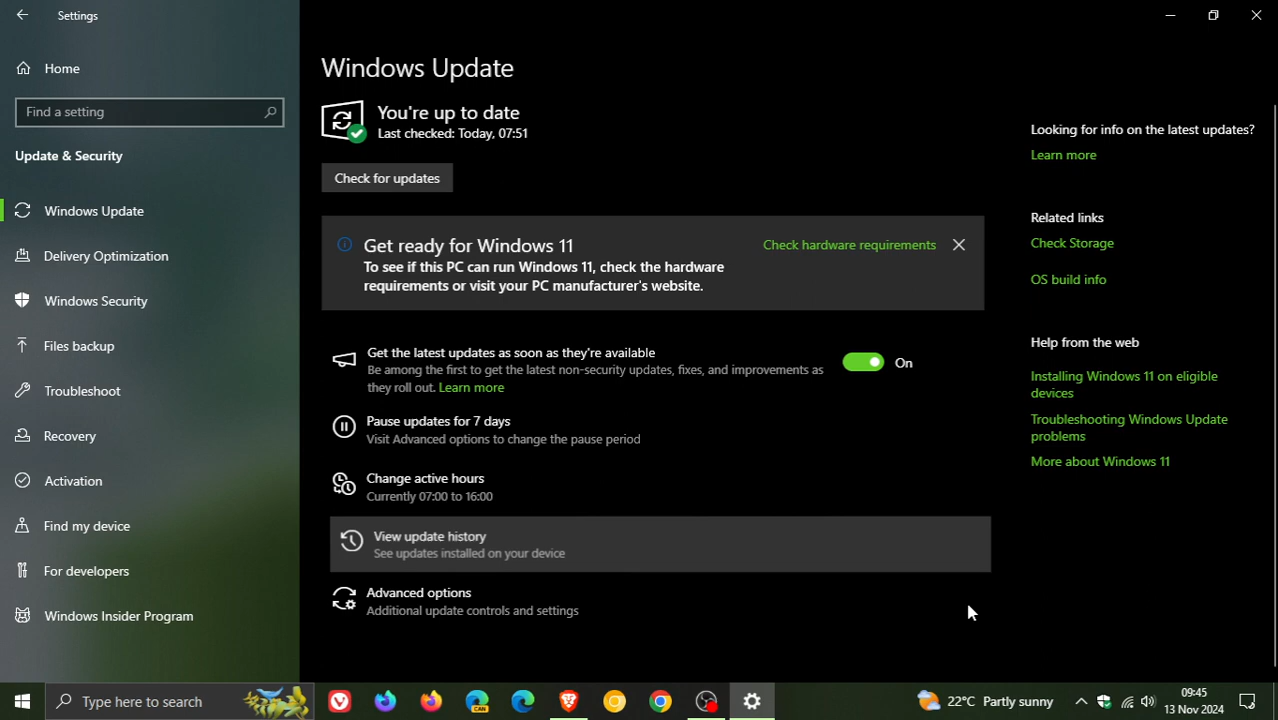 Settings
Home
Find a setting
Update & Security
Windows Update
Delivery Optimization
Windows Security
Files backup
Troubleshoot
Recovery
Activation
Find my device
For developers
Windows Insider Program
Windows Update
You're up to date
Last checked: Today, 07:51
Check for updates
Get ready for Windows 11
Check hardware requirements
To see if this PC can run Windows 11, check the hardware
requirements or visit your PC manufacturer's website.
Get the latest updates as soon as they're available
Be among the first to get the latest non-security updates, fixes, and improvements as
they roll out. Learn more
On
Pause updates for 7 days
Visit Advanced options to change the pause period
Change active hours
Currently 07:00 to 16:00
View update history
See updates installed on your device
Advanced options
Additional update controls and settings
Looking for info on the latest updates?
Learn more
Related links
Check Storage
OS build info
Help from the web
Installing Windows 11 on eligible
devices
Troubleshooting Windows Update
problems
More about Windows 11
Type here to search
CAN
22°C Partly sunny
09:45
13 Nov 2024